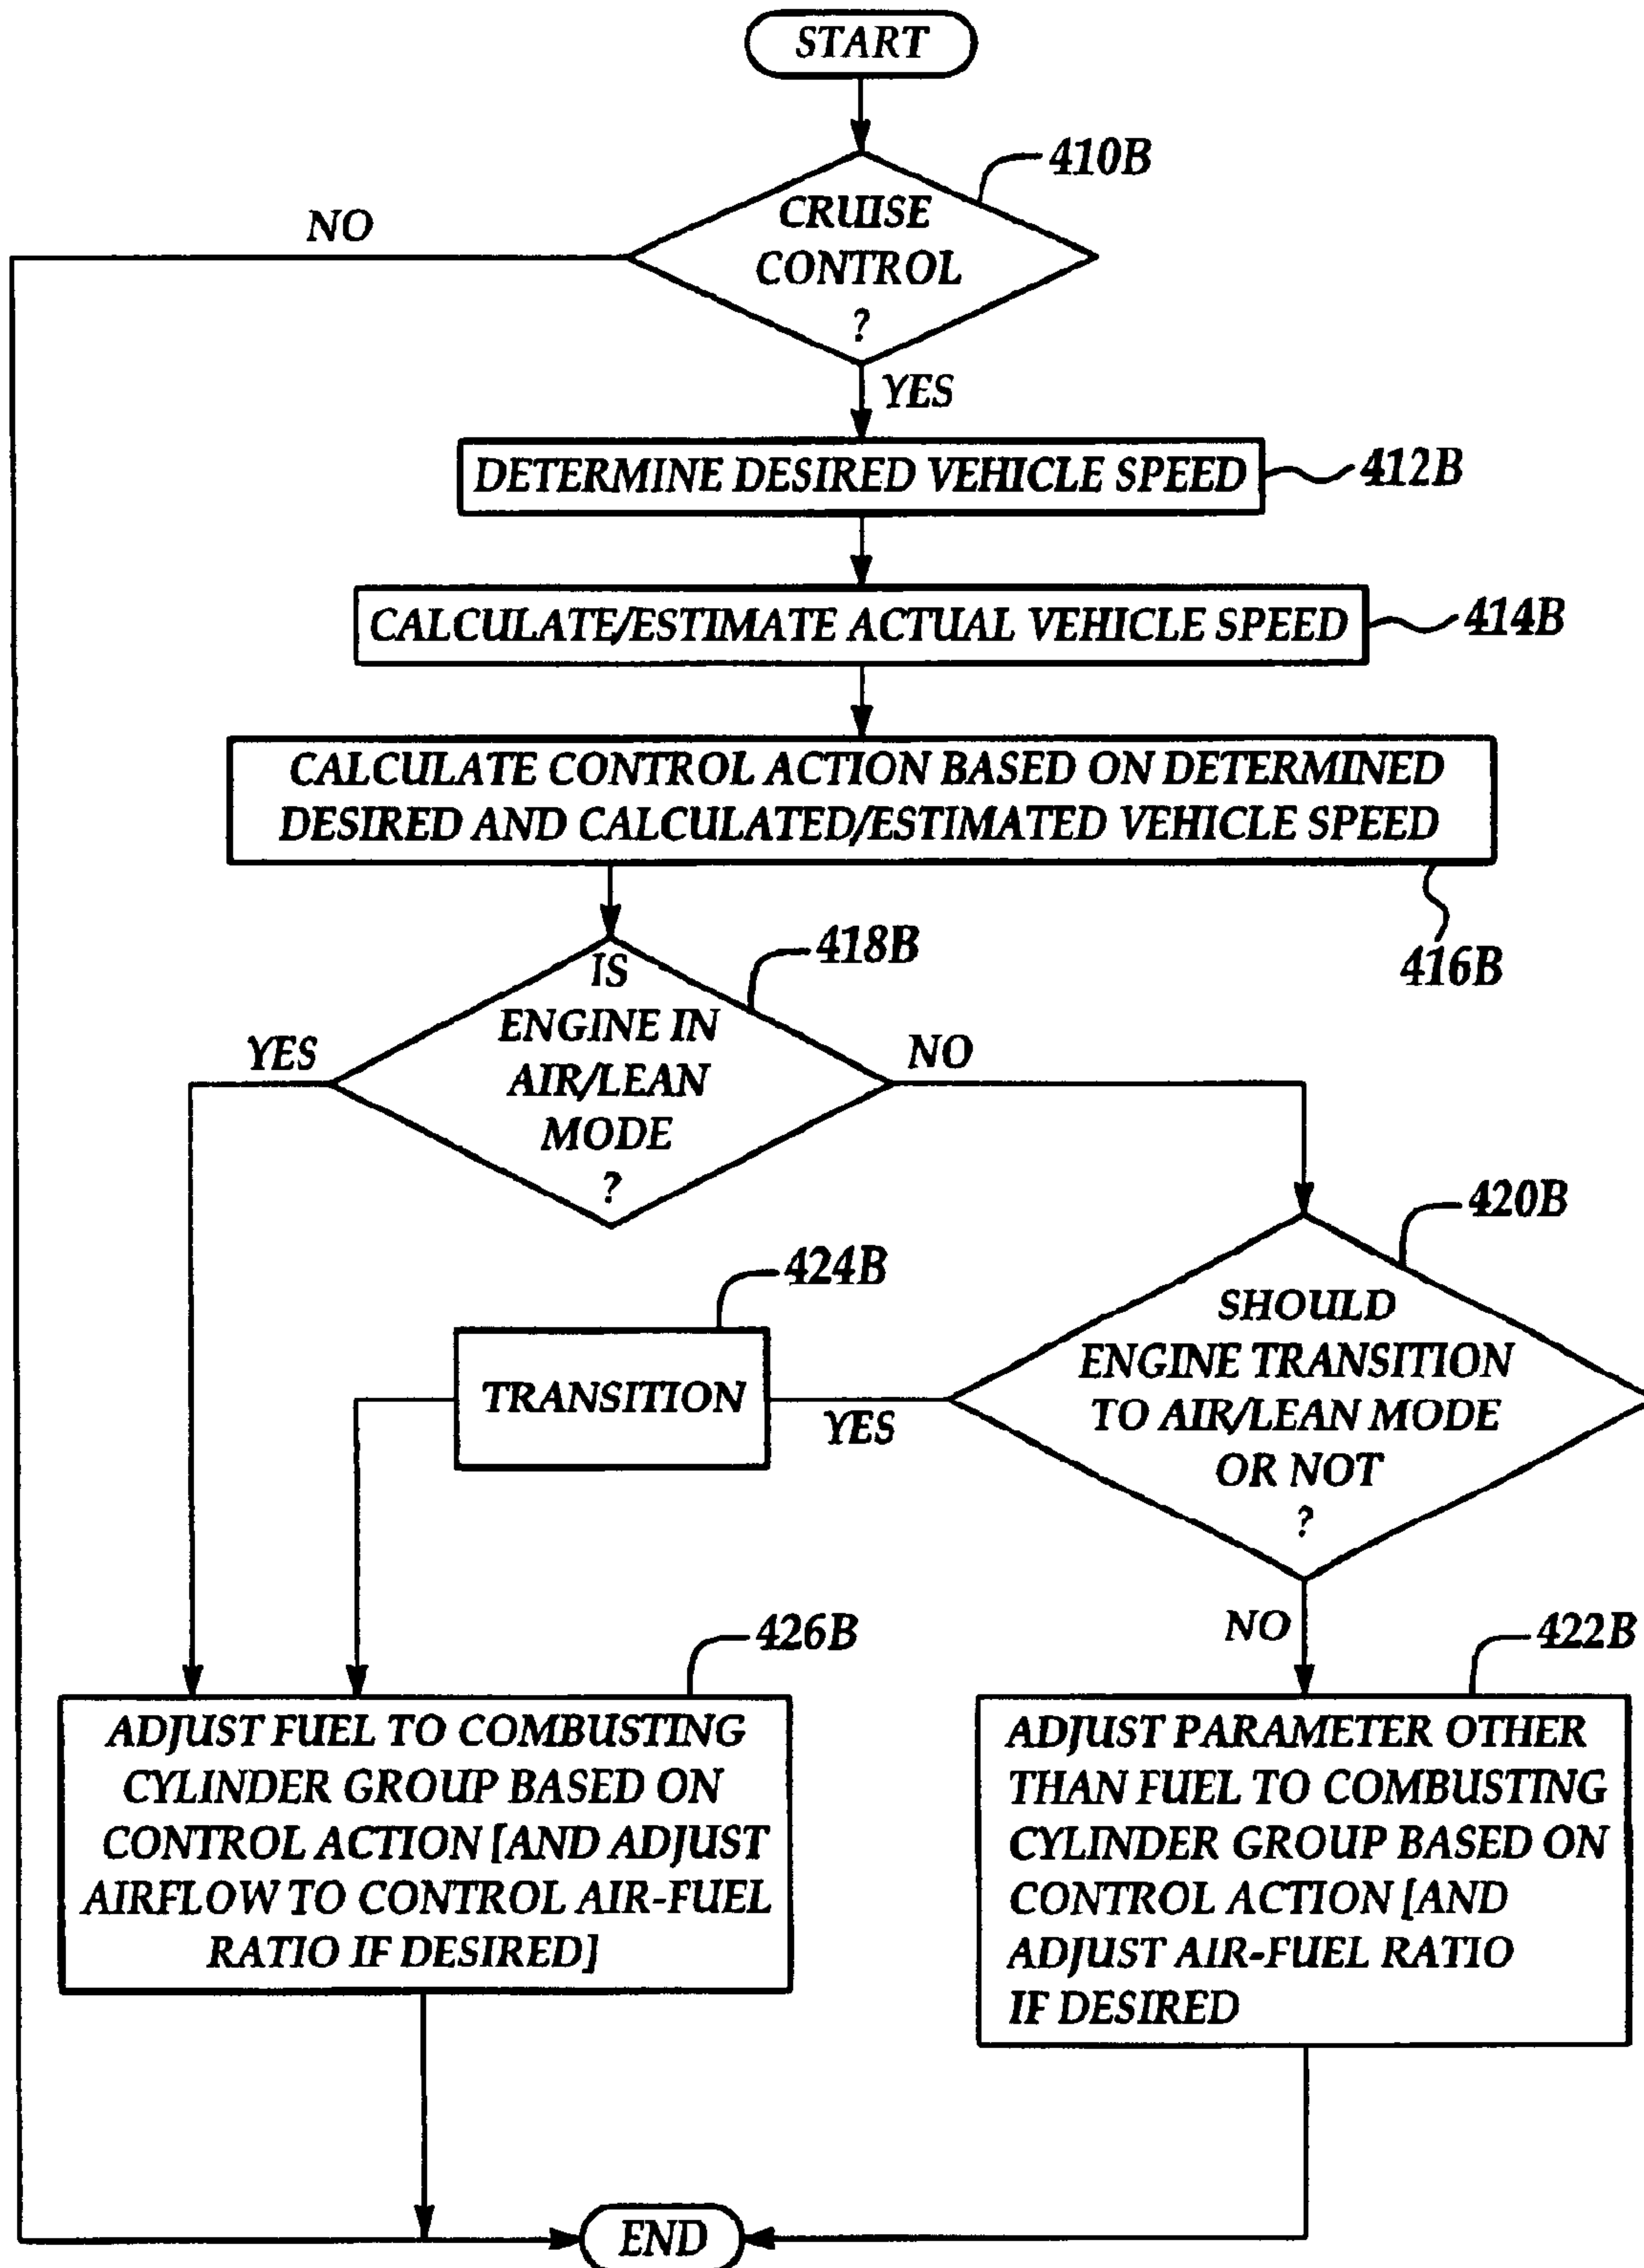 START
410B
CRUISE
CONTROL
?
NO
YES
DETERMINE DESIRED VEHICLE SPEED
412B
CALCULATE/ESTIMATE ACTUAL VEHICLE SPEED
414B
CALCULATE CONTROL ACTION BASED ON DETERMINED
DESIRED AND CALCULATED/ESTIMATED VEHICLE SPEED
416B
418B
IS
ENGINE IN
AIR/LEAN
MODE
?
YES
NO
420B
SHOULD
ENGINE TRANSITION
TO AIR/LEAN MODE
OR NOT
?
424B
TRANSITION
YES
NO
426B
ADJUST FUEL TO COMBUSTING
CYLINDER GROUP BASED ON
CONTROL ACTION [AND ADJUST
AIRFLOW TO CONTROL AIR-FUEL
RATIO IF DESIRED]
422B
ADJUST PARAMETER OTHER
THAN FUEL TO COMBUSTING
CYLINDER GROUP BASED ON
CONTROL ACTION [AND
ADJUST AIR-FUEL RATIO
IF DESIRED
END